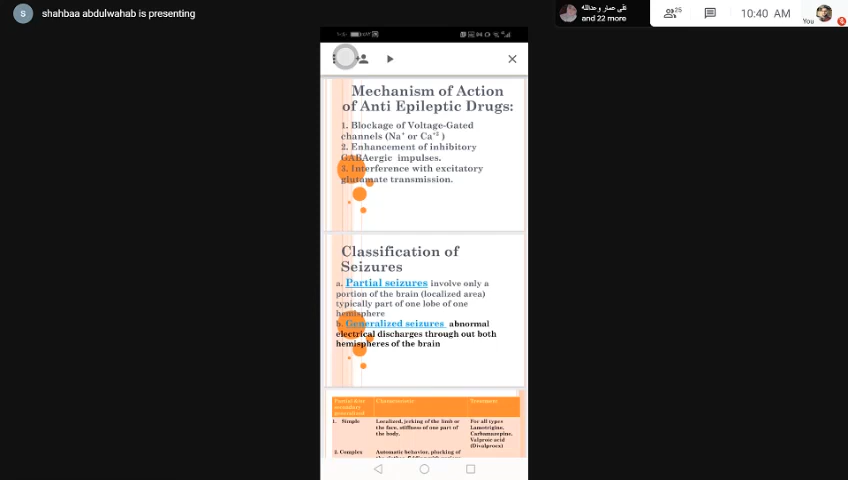 shahbaa abdulwahab is presenting
and 22 more
25
10:40 AM
You
Mechanism of Action
of Anti Epileptic Drugs:
1. Blockage of Voltage-Gated
channels (Na⁺ or Ca⁺² )
2. Enhancement of inhibitory
GABAergic impulses.
3. Interference with excitatory
glutamate transmission.
Classification of
Seizures
a. Partial seizures involve only a
portion of the brain (localized area)
typically part of one lobe of one
hemisphere
b. Generalized seizures abnormal
electrical discharges through out both
hemispheres of the brain
Treatment
1. Simple
Localized, jerking of the limb or
the face, stiffness of one part of
the body.
For all types
Lamotrigine,
Carbamazepine,
Valproic acid
(Divalproex)
2. Complex
Automatic behavior, plucking of